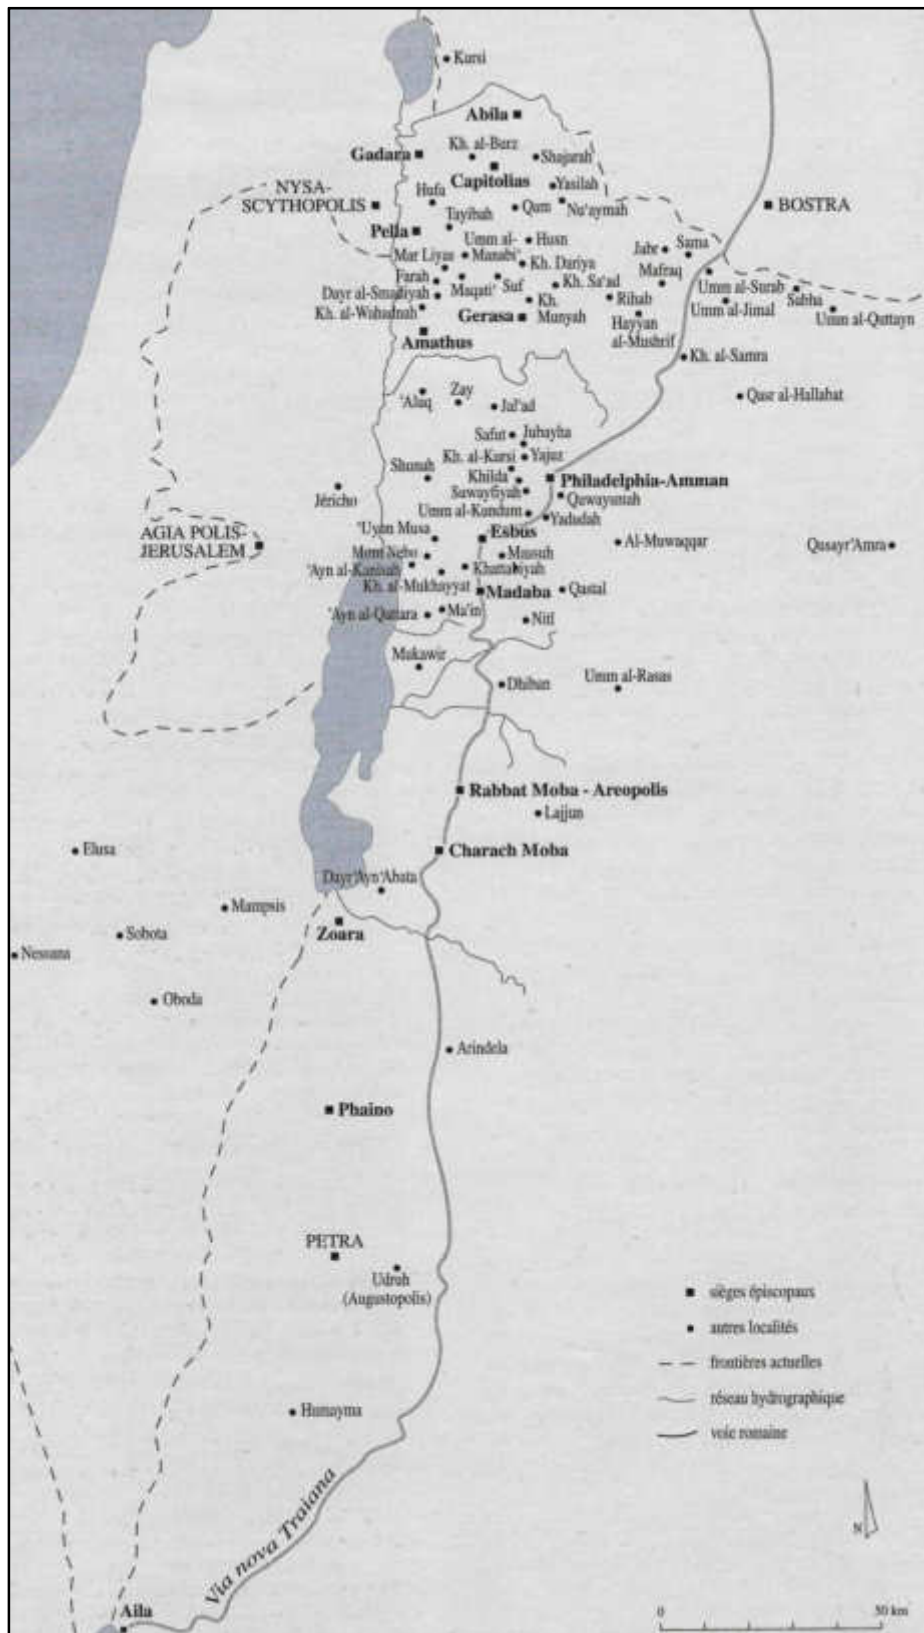 Kursi
Abila
Kh. al-Burz
Gadara
Shajarah
Capitolias
NYSA-
SCYTHOPOLIS
Hufa
Yasilah
BOSTRA
Tayibah
Qam
Nu'aymah
Pella
Umm al-
Manabi'
Husn
Jabr
Sama
Mar Liyas
Kh. Dariya
Mafraq
Farah
Maqati'
Suf
Kh. Sa'ad
Umm al-Surab
Dayr al-Smadiyah
Kh.
Munyah
Rihab
Umm al-Jimal
Sabha
Kh. al-Wahadnah
Gerasa
Hayyan
al-Mushrif
Umm al-Quttayn
Amathus
Kh. al-Samra
'Alaq
Zay
Jal'ad
Qasr al-Hallabat
Safut
Jubayha
Kh. al-Kursi
Yajuz
Shunah
Khilda
Philadelphia-Amman
Jéricho
Suwayfiyah
Quwaysmah
Umm al-Kundum
Yadudah
AGIA POLIS-
JERUSALEM
'Uyun Musa
Esbus
Al-Muwaqqar
Qusayr'Amra
Mont Nebo
Massuh
'Ayn al-Kanisah
Khattabiyah
Kh. al-Mukhayyat
Madaba
Qastal
'Ayn al-Qattara
Ma'in
Nitl
Mukawir
Dhiban
Umm al-Rasas
Rabbat Moba - Areopolis
Lajjun
Elusa
Charach Moba
Dayr'Ayn'Abata
Mampsis
Sobota
Zoara
Nessana
Oboda
Arindela
Phaino
PETRA
Udruh
(Augustopolis)
sièges épiscopaux
autres localités
frontières actuelles
réseau hydrographique
voie romaine
Humayma
Via nova Traiana
N
Aila
0 50 km